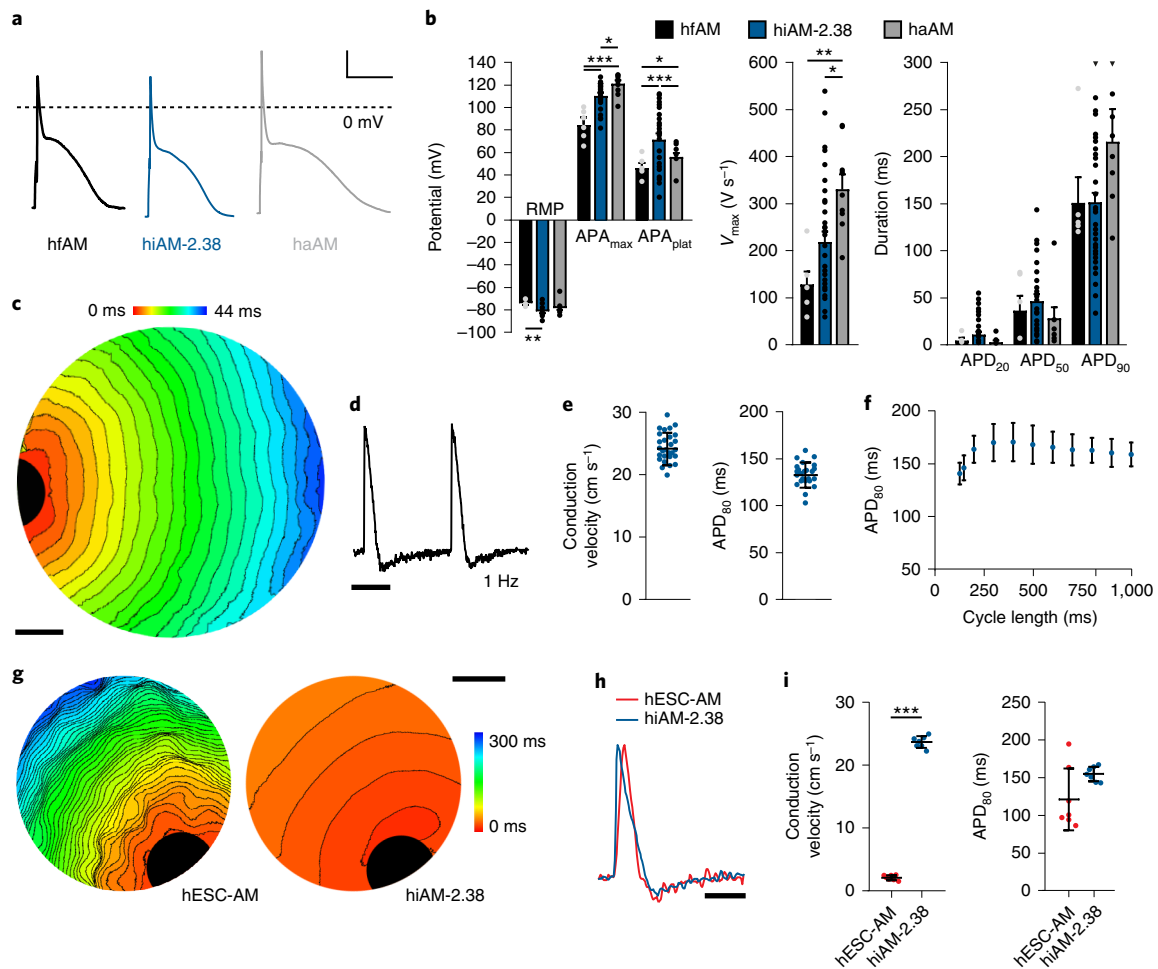 a
0 mV
hfAM
hiAM-2.38
haAM
b
hfAM
hiAM-2.38
haAM
Potential (mV)
140
120
100
80
60
40
20
0
−20
−40
−60
−80
−100
RMP
APAmax
APAplat
**
***
*
***
*
Vmax (V s−1)
600
500
400
300
200
100
0
**
*
Duration (ms)
300
250
200
150
100
50
0
APD20
APD50
APD90
c
0 ms
44 ms
d
1 Hz
e
Conduction
velocity (cm s−1)
30
20
10
0
APD80 (ms)
200
150
100
50
0
f
APD80 (ms)
200
150
100
50
0
250
500
750
1,000
Cycle length (ms)
g
hESC-AM
hiAM-2.38
300 ms
0 ms
h
hESC-AM
hiAM-2.38
i
Conduction
velocity (cm s−1)
30
20
10
0
***
hESC-AM
hiAM-2.38
APD80 (ms)
250
200
150
100
50
0
hESC-AM
hiAM-2.38